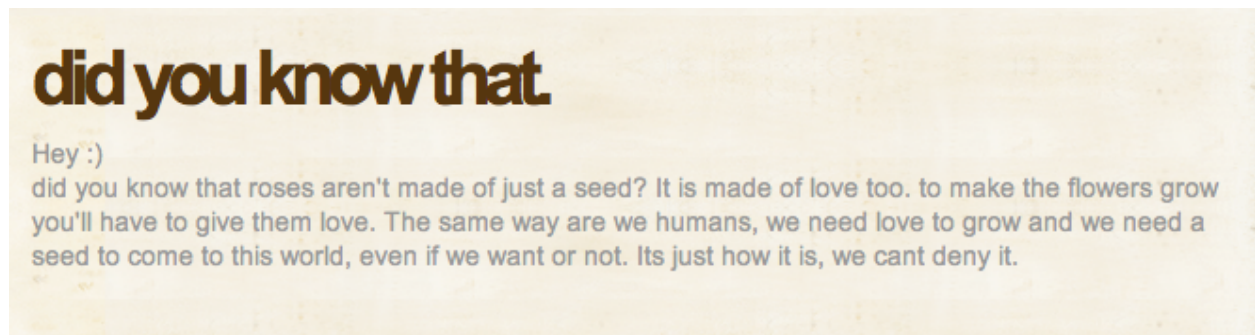 did you know that.
Hey :)
did you know that roses aren't made of just a seed? It is made of love too. to make the flowers grow
you'll have to give them love. The same way are we humans, we need love to grow and we need a
seed to come to this world, even if we want or not. Its just how it is, we cant deny it.